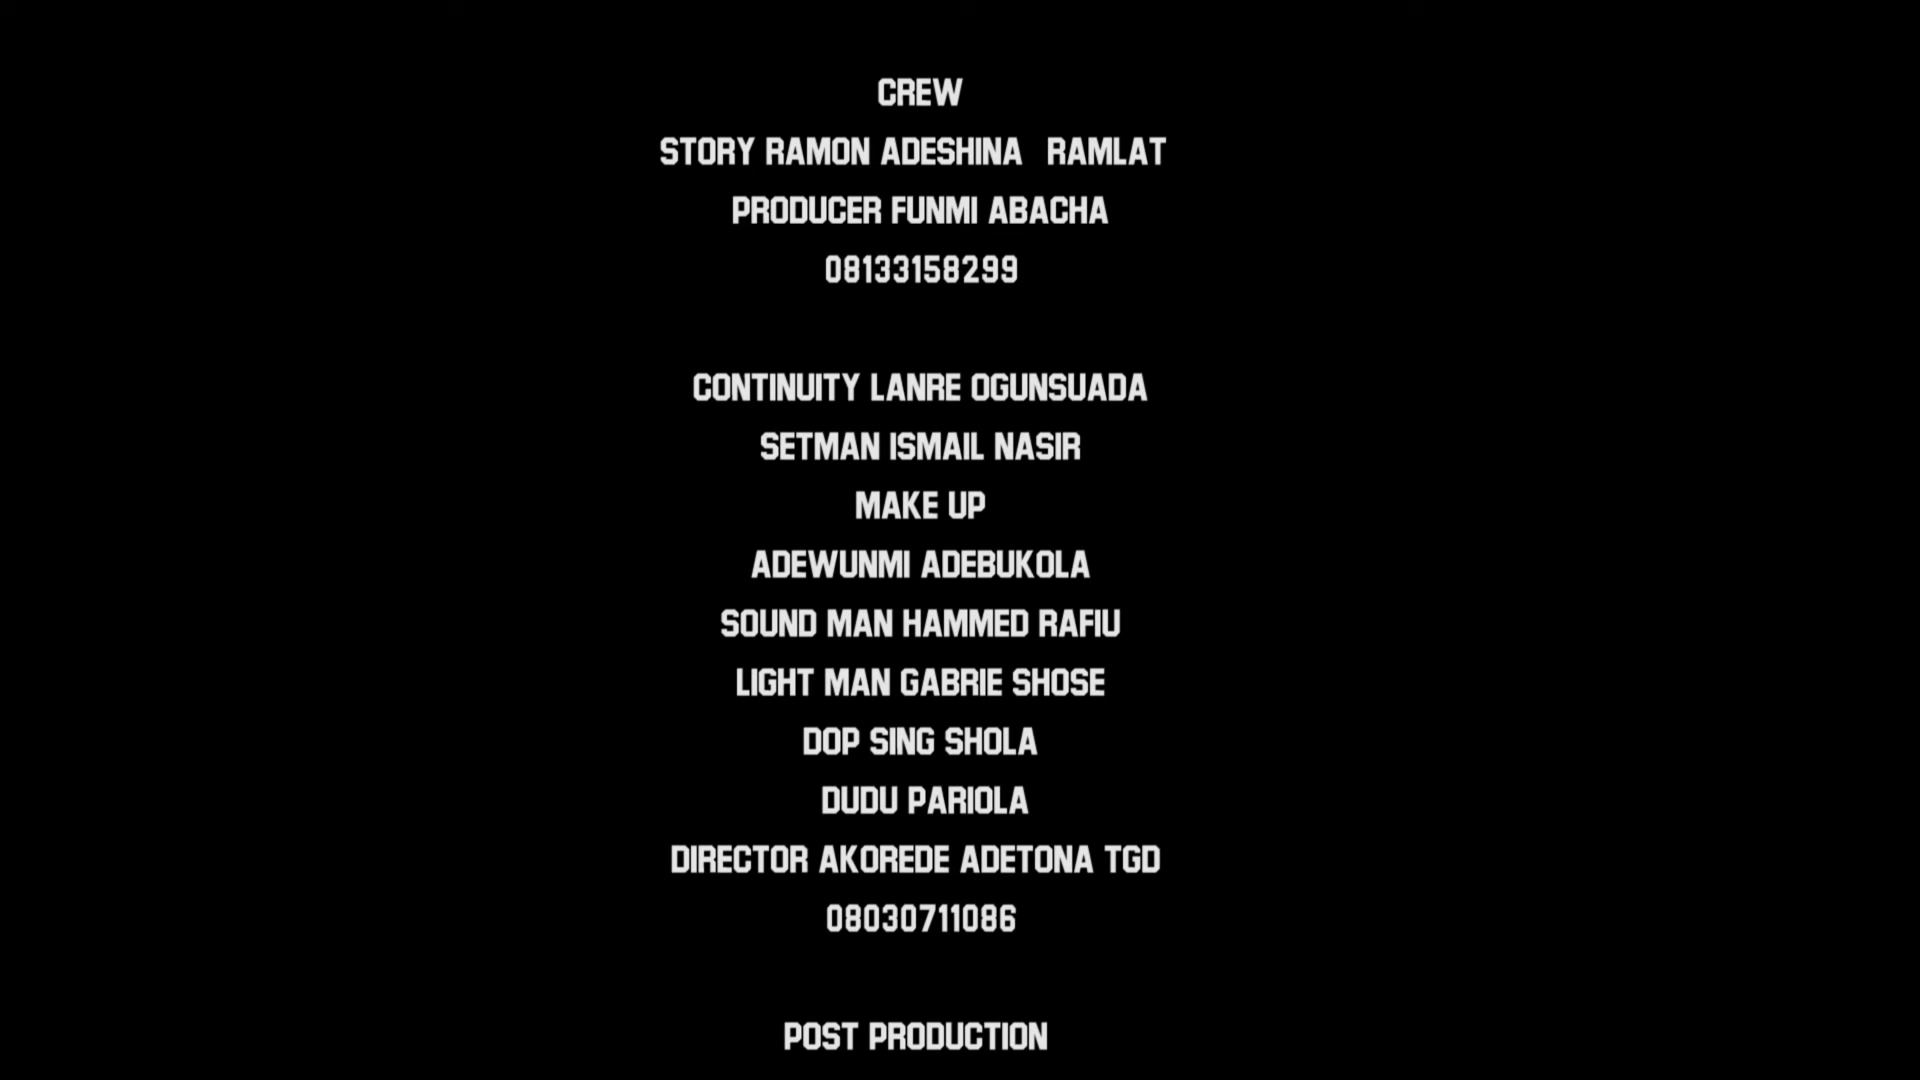 CREW
STORY RAMON ADESHINA  RAMLAT
PRODUCER FUNMI ABACHA
08133158299
CONTINUITY LANRE OGUNSUADA
SETMAN ISMAIL NASIR
MAKE UP
ADEWUNMI ADEBUKOLA
SOUND MAN HAMMED RAFIU
LIGHT MAN GABRIE SHOSE
DOP SING SHOLA
DUDU PARIOLA
DIRECTOR AKOREDE ADETONA TGD
08030711086
POST PRODUCTION